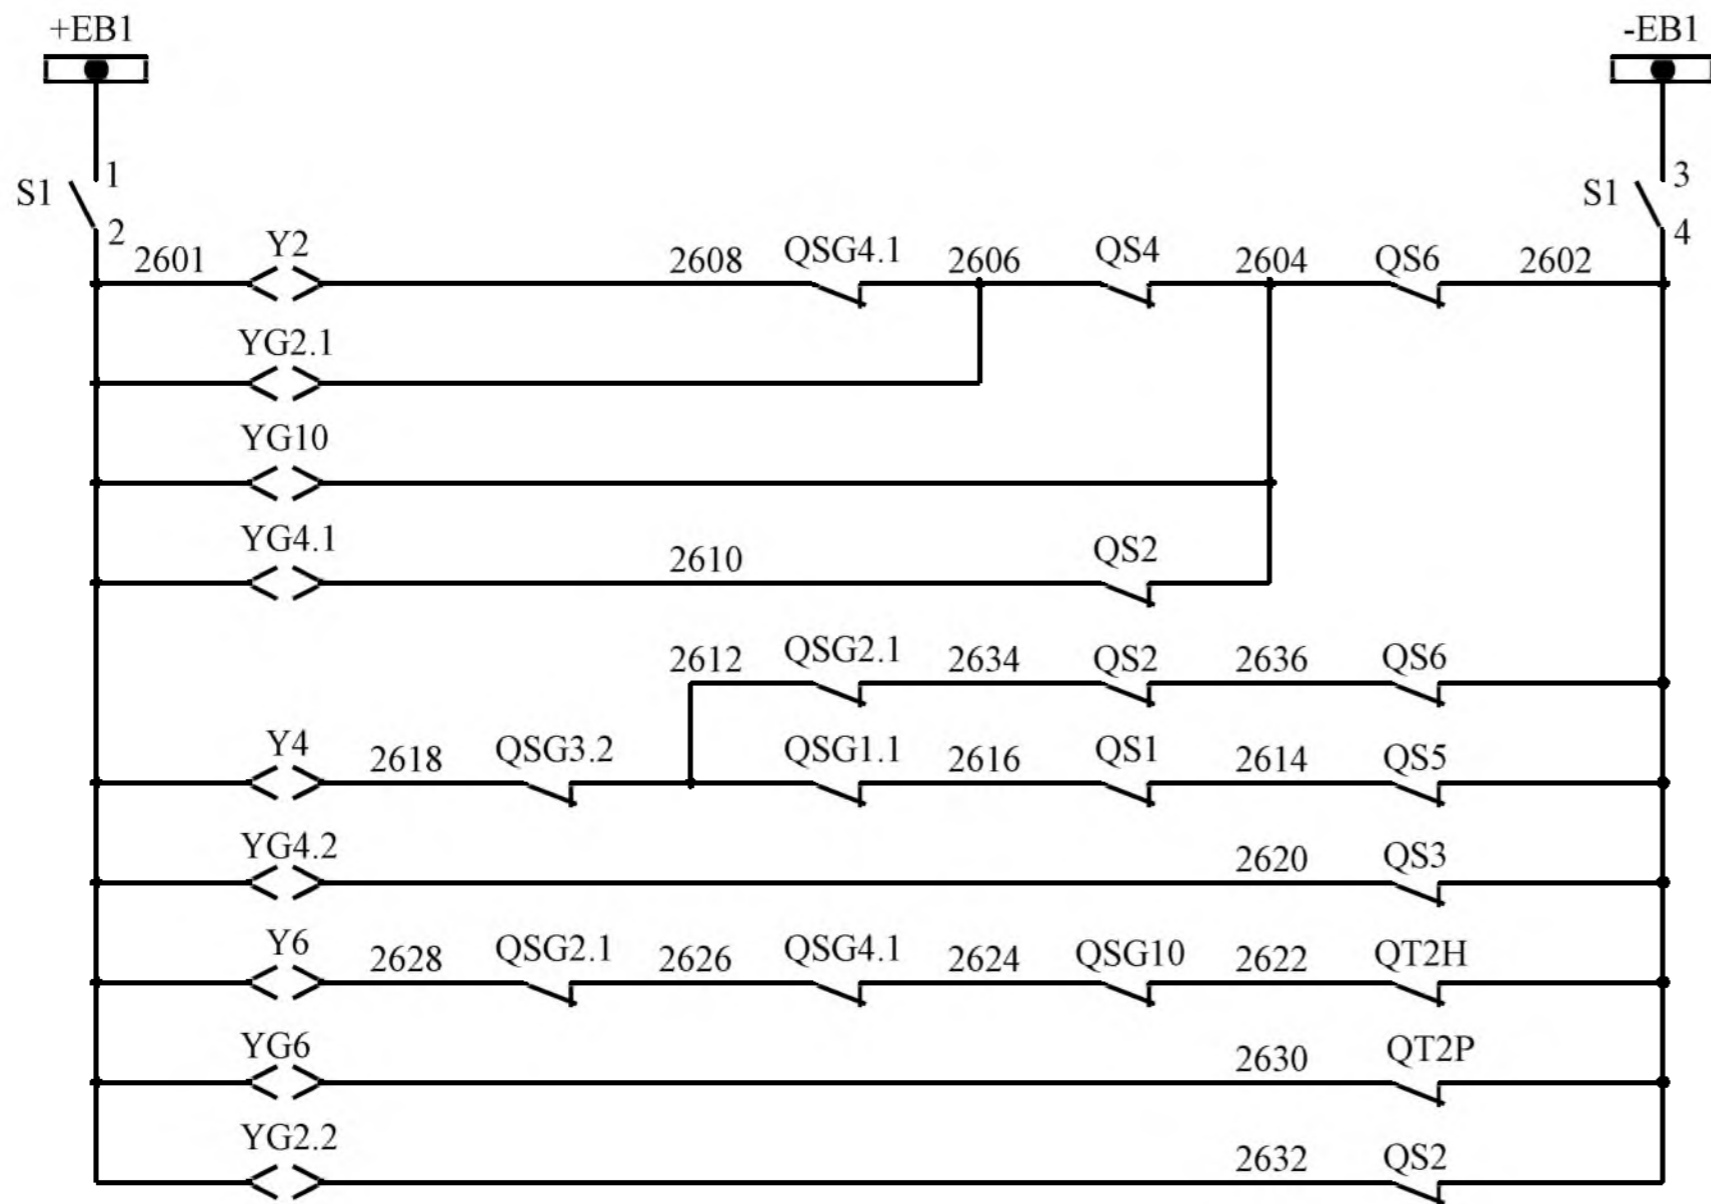 +EB1 -EB1
S1 1 S1 3
2 4
2601 Y2 2608 QSG4.1 2606 QS4 2604 QS6 2602
YG2.1
YG10
YG4.1 2610 QS2
2612 QSG2.1 2634 QS2 2636 QS6
Y4 2618 QSG3.2 QSG1.1 2616 QS1 2614 QS5
YG4.2 2620 QS3
Y6 2628 QSG2.1 2626 QSG4.1 2624 QSG10 2622 QT2H
YG6 2630 QT2P
YG2.2 2632 QS2